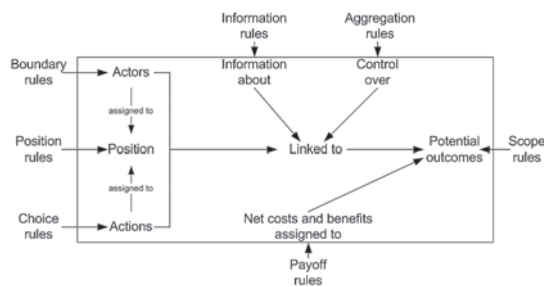 Information
rules
Aggregation
rules
Boundary
rules
Actors
Information
about
Control
over
assigned to
Position
rules
Position
Linked to
Potential
outcomes
Scope
rules
assigned to
Choice
rules
Actions
Net costs and benefits
assigned to
Payoff
rules